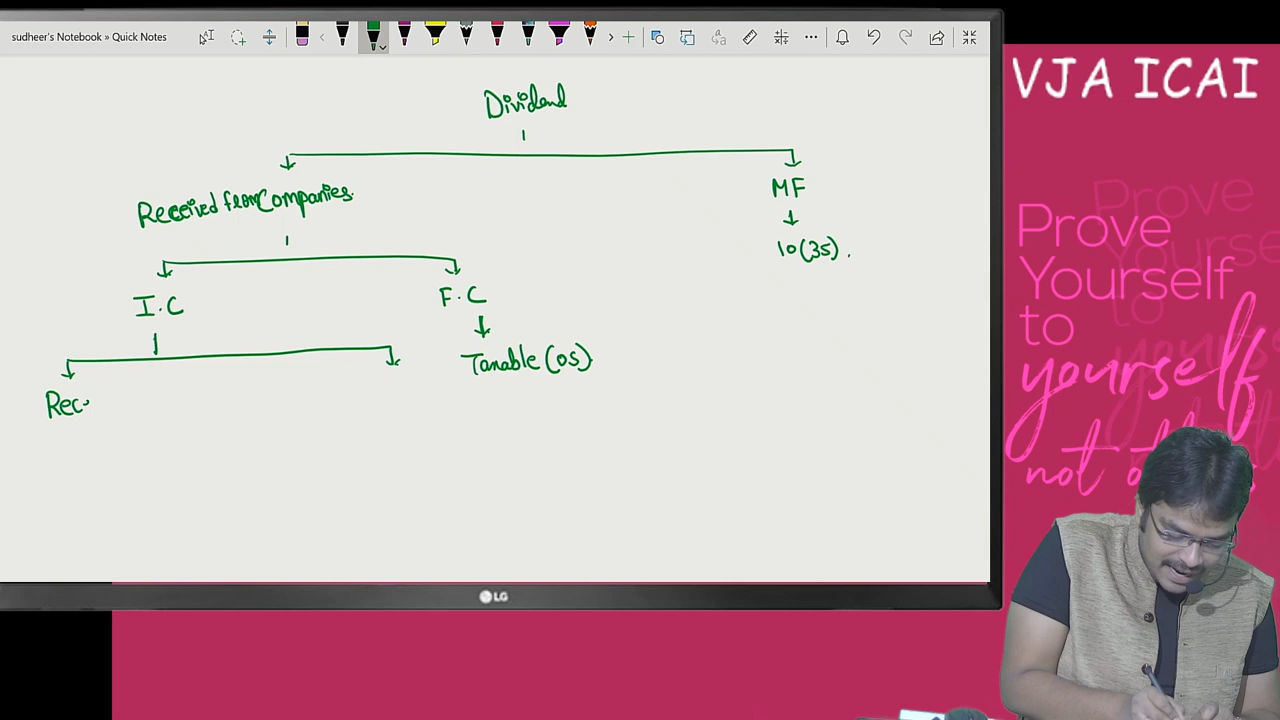 sudheer's Notebook » Quick Notes
VJA ICAI
Dividend
Received from Companies.
MF
10(35).
I.C
F.C
Taxable (OS)
Rec
Prove
Yourself
to
yourself
not
Prove
LG